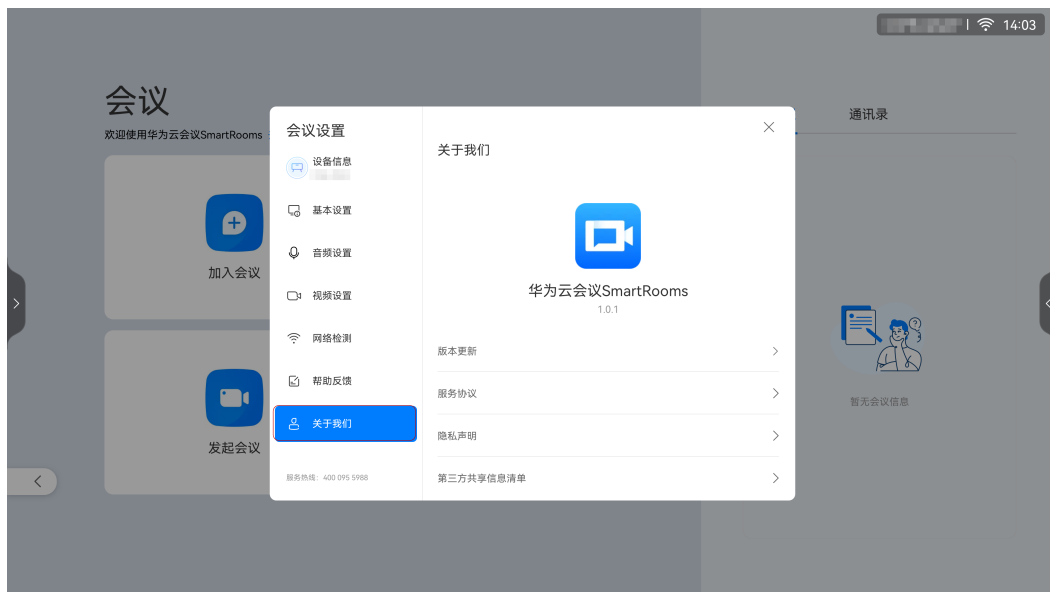 14:03
会议
欢迎使用华为云会议SmartRooms
加入会议
发起会议
会议设置
设备信息
基本设置
音频设置
视频设置
网络检测
帮助反馈
关于我们
服务热线：400 095 5988
关于我们
华为云会议SmartRooms
1.0.1
版本更新
服务协议
隐私声明
第三方共享信息清单
通讯录
暂无会议信息